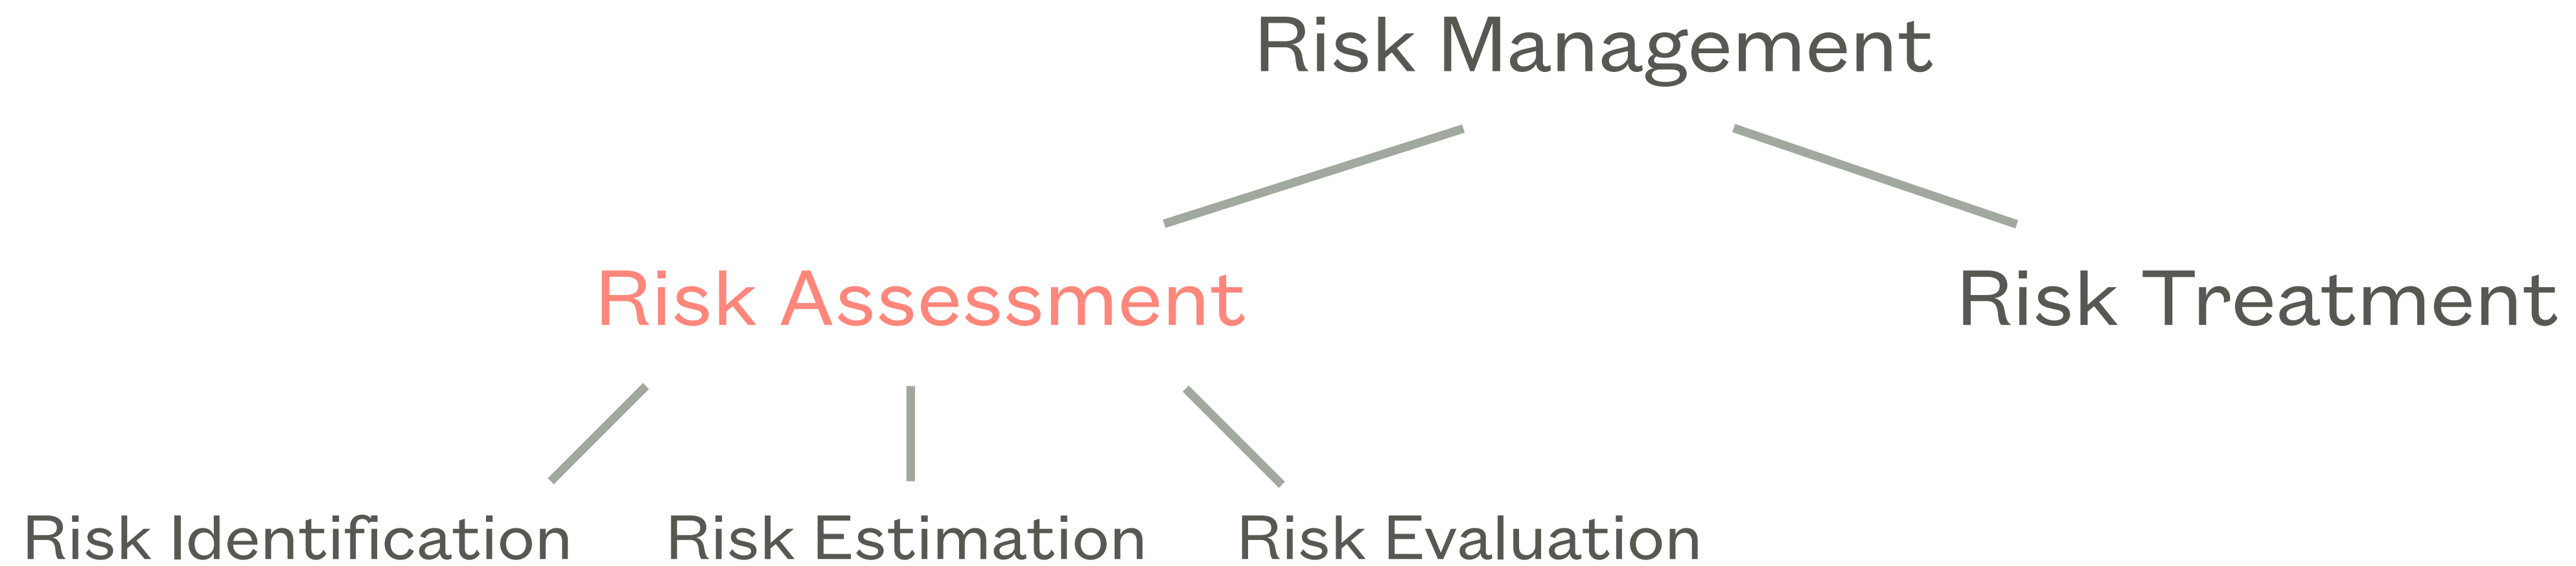 Risk Management
Risk Assessment
Risk Treatment
Risk Identification
Risk Estimation
Risk Evaluation